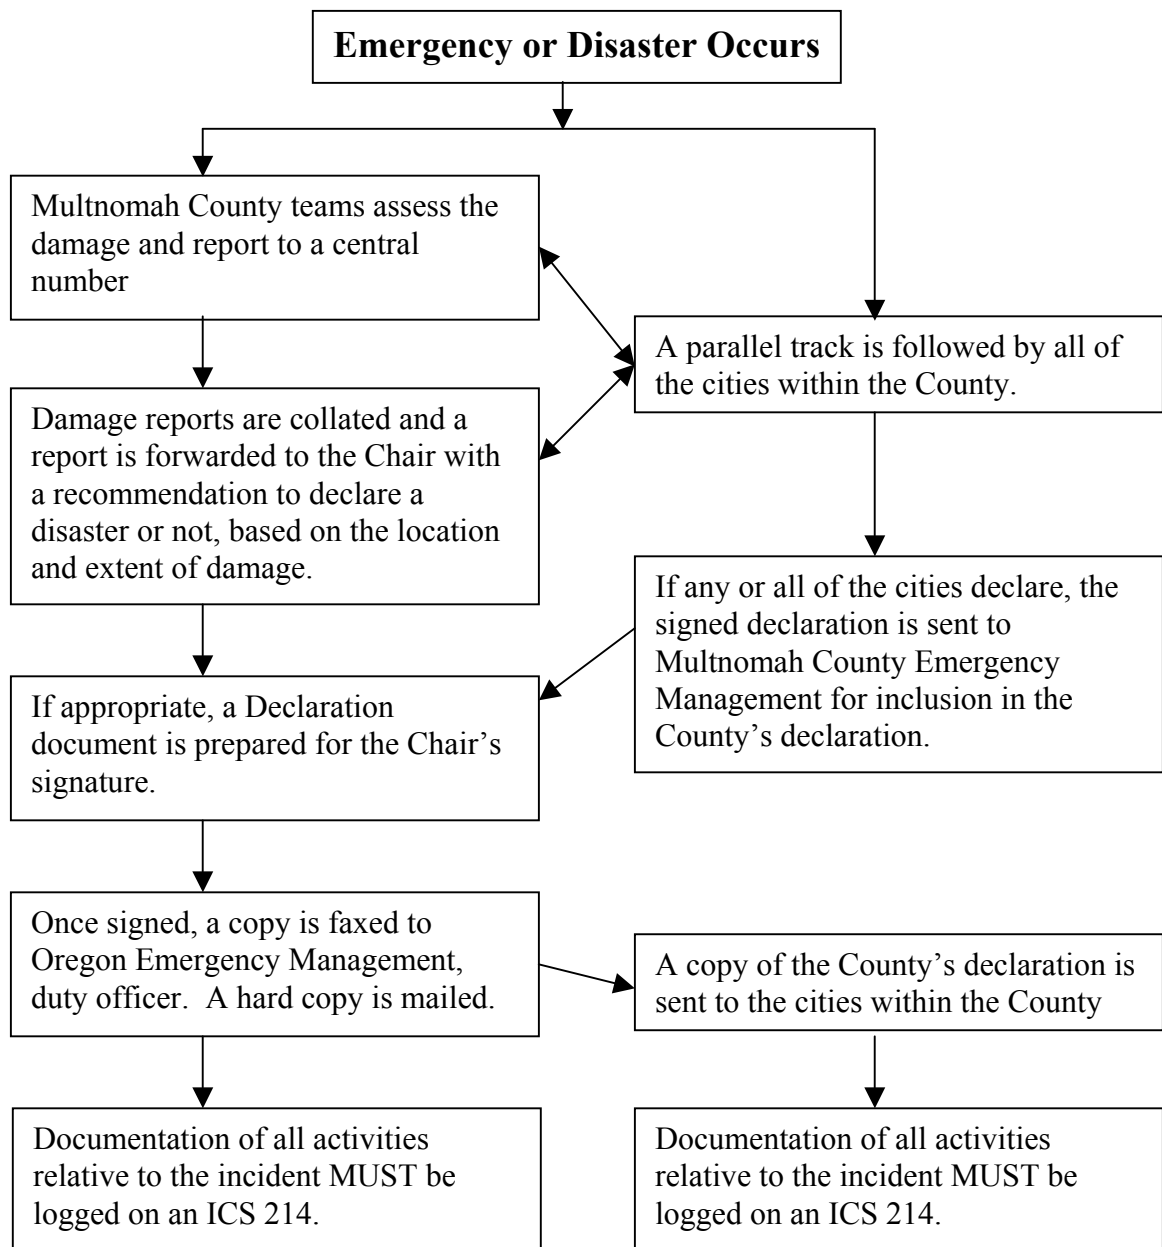 Emergency or Disaster Occurs
Multnomah County teams assess the
damage and report to a central
number
A parallel track is followed by all of
the cities within the County.
Damage reports are collated and a
report is forwarded to the Chair with
a recommendation to declare a
disaster or not, based on the location
and extent of damage.
If any or all of the cities declare, the
signed declaration is sent to
Multnomah County Emergency
Management for inclusion in the
County’s declaration.
If appropriate, a Declaration
document is prepared for the Chair’s
signature.
Once signed, a copy is faxed to
Oregon Emergency Management,
duty officer.  A hard copy is mailed.
A copy of the County’s declaration is
sent to the cities within the County
Documentation of all activities
relative to the incident MUST be
logged on an ICS 214.
Documentation of all activities
relative to the incident MUST be
logged on an ICS 214.